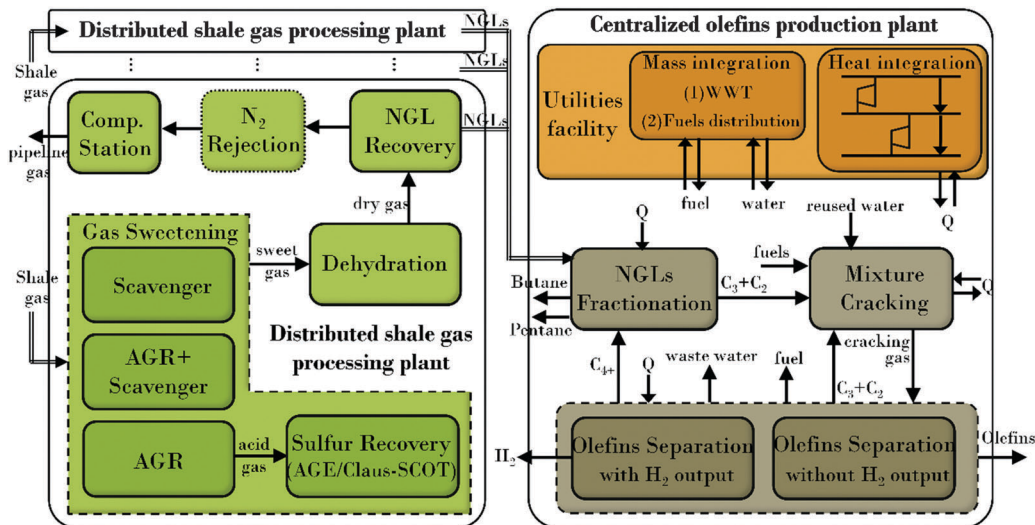 Distributed shale gas processing plant
NGLs
NGLs
Shale
gas
Comp.
Station
N2
Rejection
NGL
Recovery
NGLs
pipeline
gas
dry gas
Gas Sweetening
Scavenger
sweet
gas
Dehydration
Shale
gas
AGR+
Scavenger
Distributed shale gas
processing plant
AGR
acid
gas
Sulfur Recovery
(AGE/Claus-SCOT)
Centralized olefins production plant
Utilities
facility
Mass integration
(1)WWT
(2)Fuels distribution
Heat integration
fuel
water
Q
Q
reused water
fuels
NGLs
Fractionation
Butane
Pentane
C3+C2
Mixture
Cracking
Q
C4+
Q
waste water
fuel
C3+C2
cracking
gas
Olefins Separation
with H2 output
Olefins Separation
without H2 output
H2
Olefins